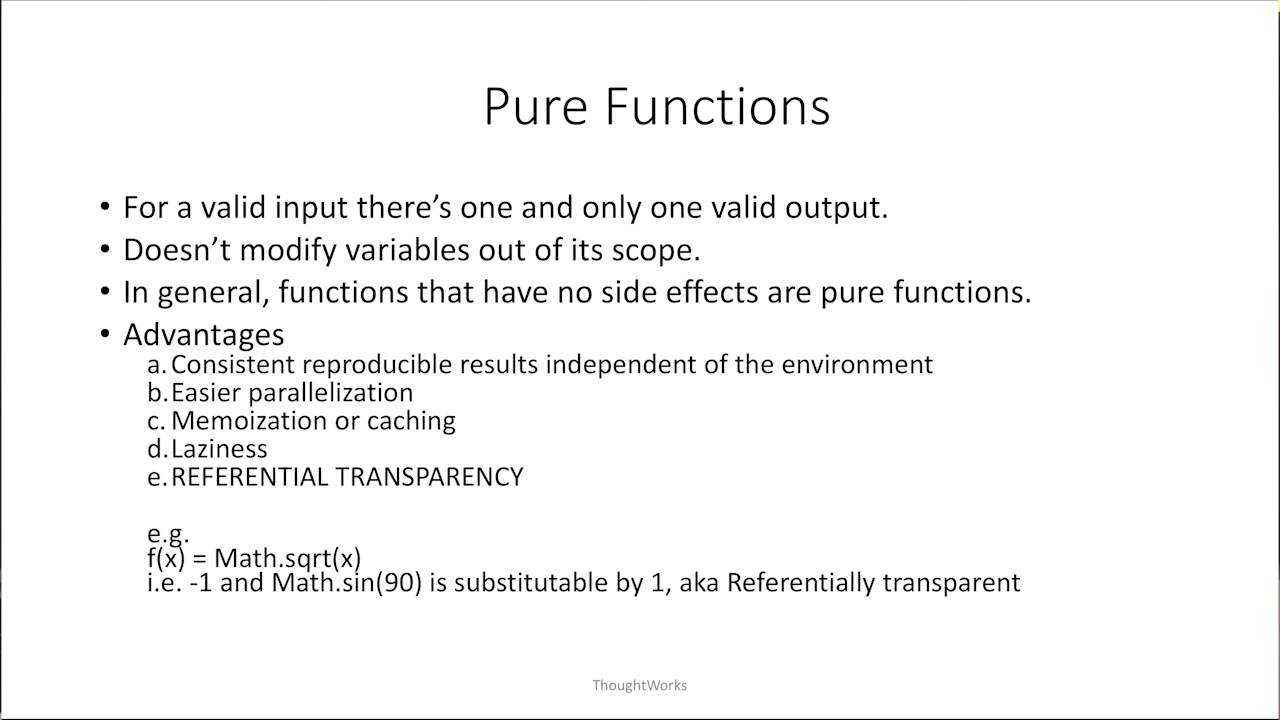 Pure Functions
• For a valid input there’s one and only one valid output.
• Doesn’t modify variables out of its scope.
• In general, functions that have no side effects are pure functions.
• Advantages
a. Consistent reproducible results independent of the environment
b. Easier parallelization
c. Memoization or caching
d. Laziness
e. REFERENTIAL TRANSPARENCY
e.g.
f(x) = Math.sqrt(x)
i.e. -1 and Math.sin(90) is substitutable by 1, aka Referentially transparent
ThoughtWorks